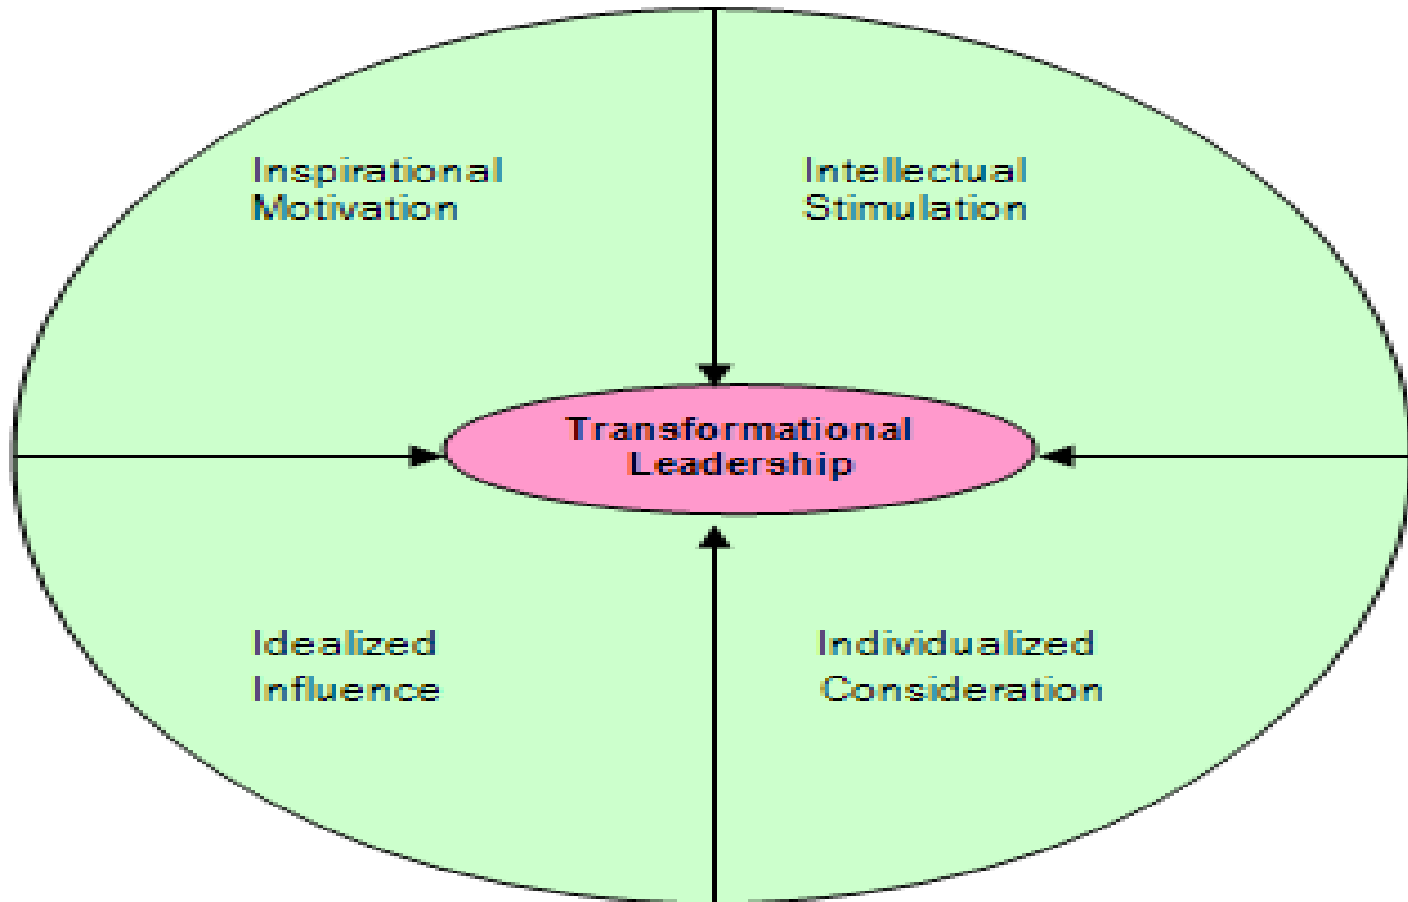 Inspirational
Motivation
Intellectual
Stimulation
Transformational
Leadership
Idealized
Influence
Individualized
Consideration